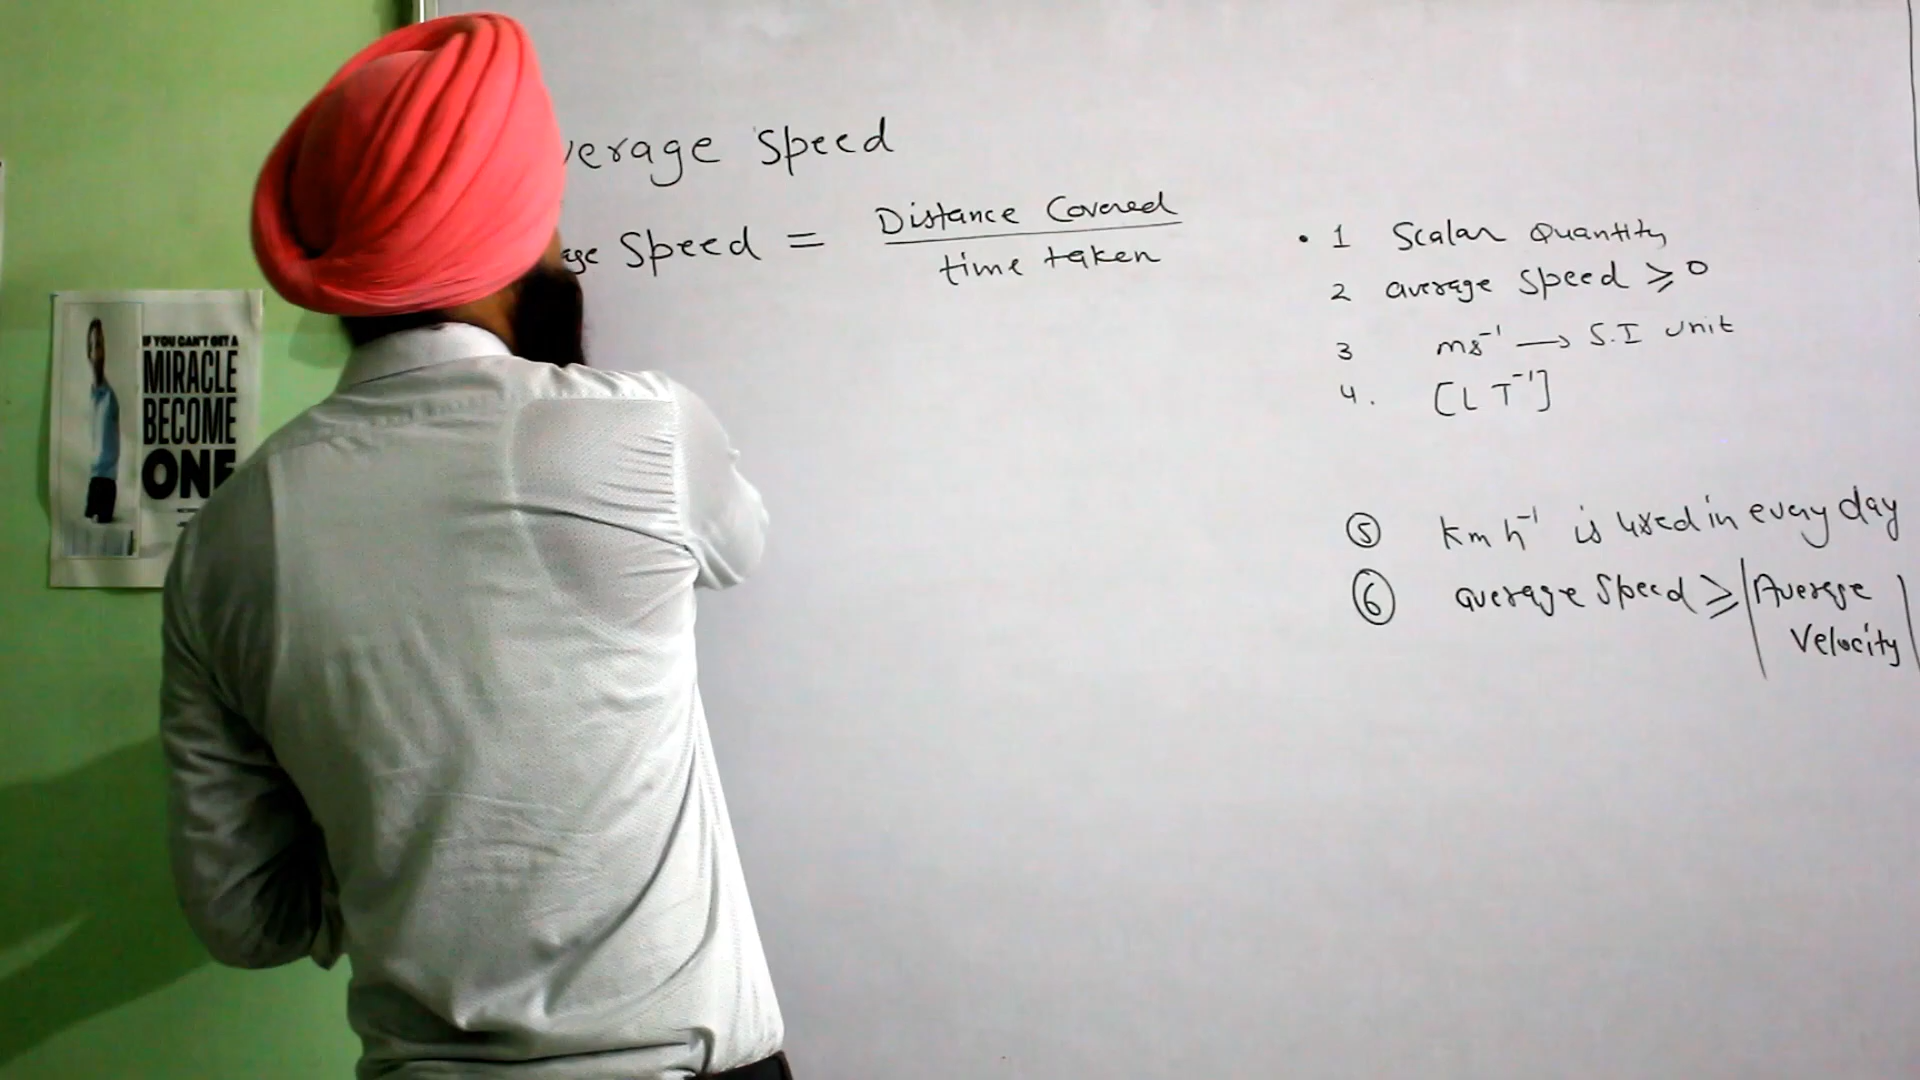 verage Speed
ge Speed = Distance Covered / time taken
• 1 Scalar Quantity
2 average Speed ⩾ 0
3 ms⁻¹ → S.I unit
4. [L T⁻¹]
⑤ Km h⁻¹ is used in every day
⑥ average Speed ⩾ |Average Velocity|
IF YOU CAN'T GET A
MIRACLE
BECOME
ONE